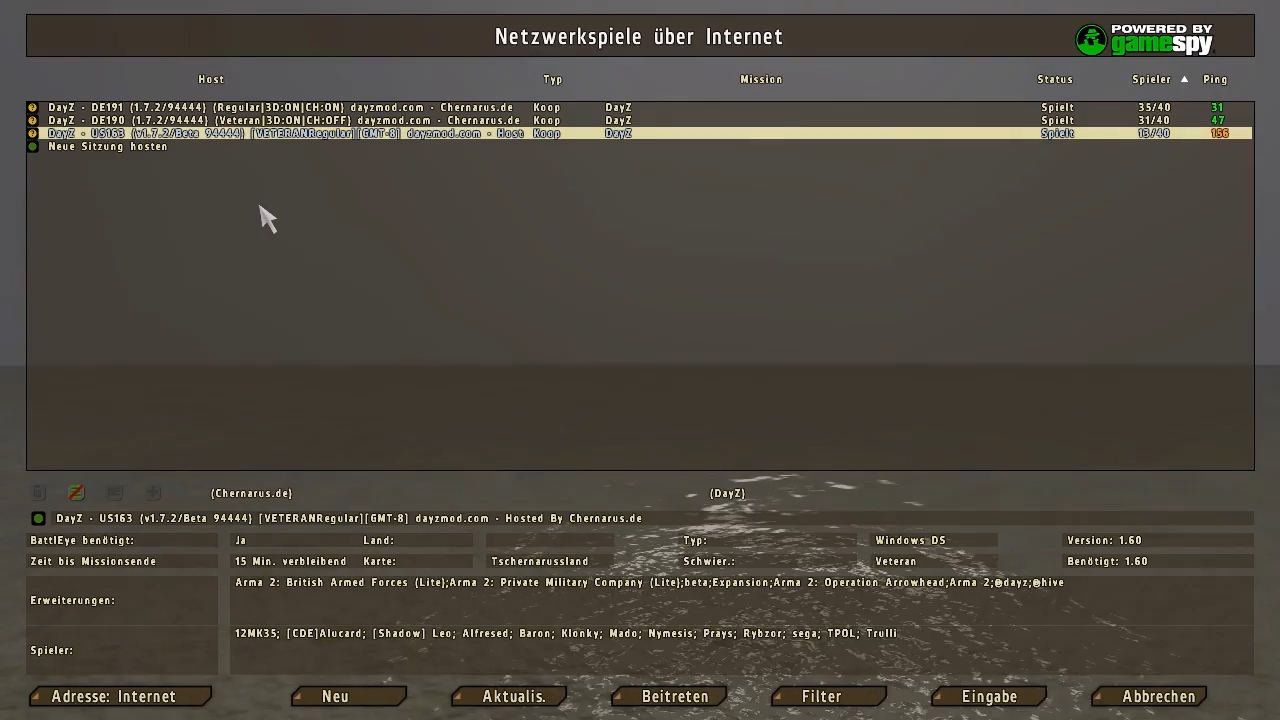 Netzwerkspiele über Internet
POWERED BY
gamespy
Host Typ Mission Status Spieler Ping
DayZ - DE191 (1.7.2/94444) (Regular|3D:ON|CH:ON) dayzmod.com - Chernarus.de Koop DayZ Spielt 35/40 31
DayZ - DE190 (1.7.2/94444) (Veteran|3D:ON|CH:OFF) dayzmod.com - Chernarus.de Koop DayZ Spielt 31/40 47
DayZ - US163 (v1.7.2/Beta 94444) [VETERANRegular][GMT-8] dayzmod.com - Host Koop DayZ Spielt 13/40 156
Neue Sitzung hosten
(Chernarus.de) (DayZ)
DayZ - US163 (v1.7.2/Beta 94444) [VETERANRegular][GMT-8] dayzmod.com - Hosted By Chernarus.de
BattlEye benötigt: Ja Land: Typ: Windows DS Version: 1.60
Zeit bis Missionsende 15 Min. verbleibend Karte: Tschernarussland Schwier.: Veteran Benötigt: 1.60
Erweiterungen: Arma 2: British Armed Forces (Lite);Arma 2: Private Military Company (Lite);beta;Expansion;Arma 2: Operation Arrowhead;Arma 2;@dayz;@hive
Spieler: 12MK35; [CDE]Alucard; [Shadow] Leo; Alfresed; Baron; Klonky; Mado; Nymesis; Prays; Rybzor; sega; TPOL; Trulli
Adresse: Internet Neu Aktualis. Beitreten Filter Eingabe Abbrechen